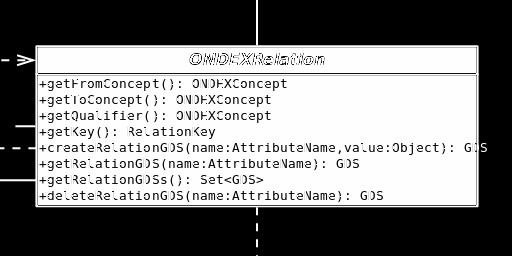 ONDEXRelation
+getFromConcept(): ONDEXConcept
+getToConcept(): ONDEXConcept
+getQualifier(): ONDEXConcept
+getKey(): RelationKey
+createRelationGDS(name:AttributeName,value:Object): GDS
+getRelationGDS(name:AttributeName): GDS
+getRelationGDSs(): Set<GDS>
+deleteRelationGDS(name:AttributeName): GDS